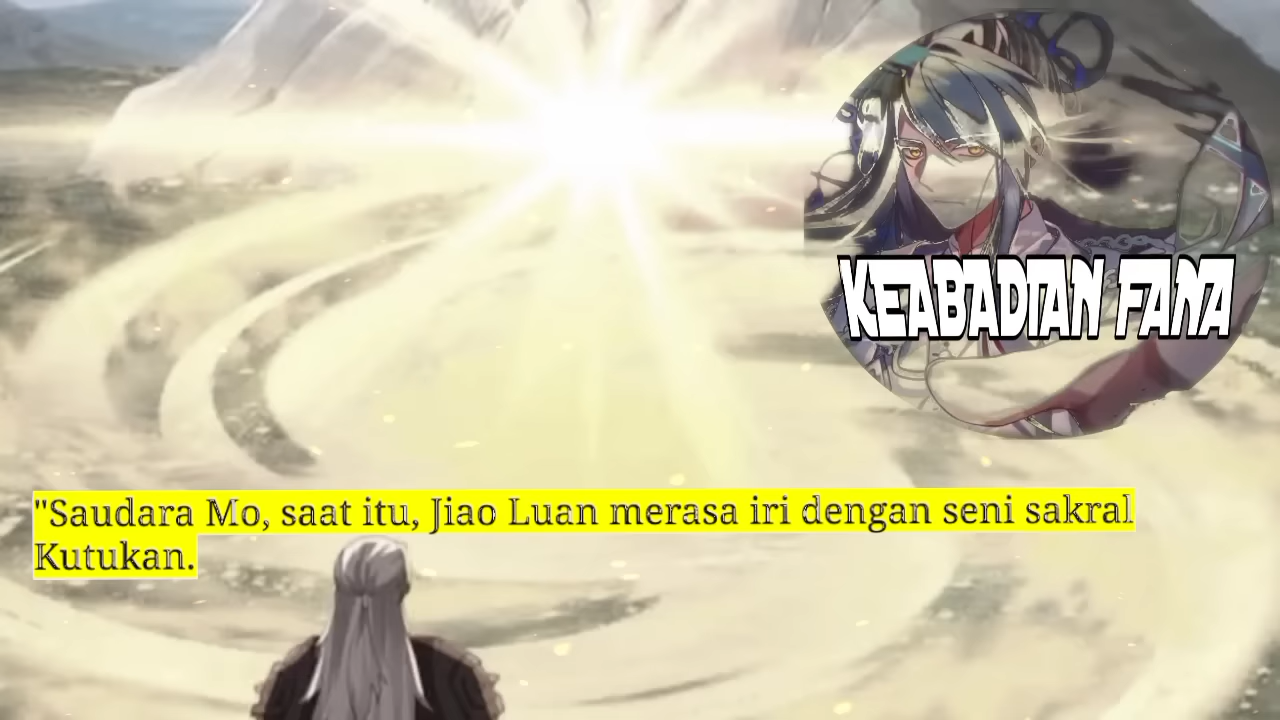 KEABADIAN FANA
"Saudara Mo, saat itu, Jiao Luan merasa iri dengan seni sakral
Kutukan.